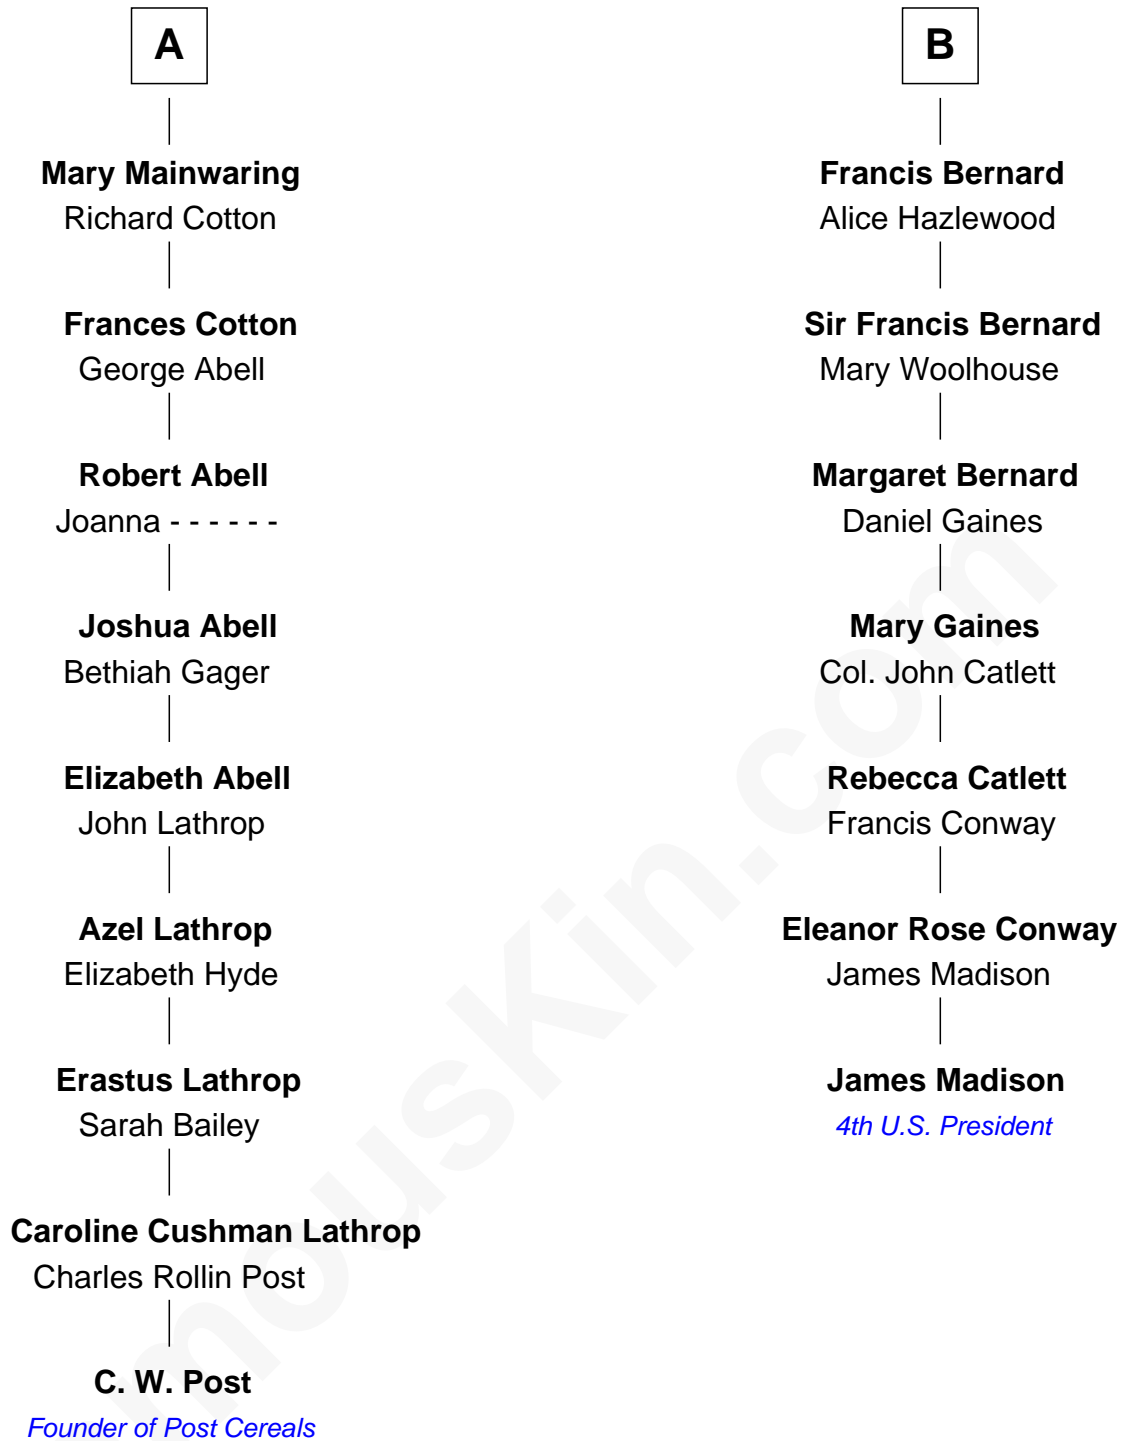 A
Mary Mainwaring
Richard Cotton
Frances Cotton
George Abell
Robert Abell
Joanna - - - - - -
Joshua Abell
Bethiah Gager
Elizabeth Abell
John Lathrop
Azel Lathrop
Elizabeth Hyde
Erastus Lathrop
Sarah Bailey
Caroline Cushman Lathrop
Charles Rollin Post
C. W. Post
Founder of Post Cereals
B
Francis Bernard
Alice Hazlewood
Sir Francis Bernard
Mary Woolhouse
Margaret Bernard
Daniel Gaines
Mary Gaines
Col. John Catlett
Rebecca Catlett
Francis Conway
Eleanor Rose Conway
James Madison
James Madison
4th U.S. President
mouskin.com